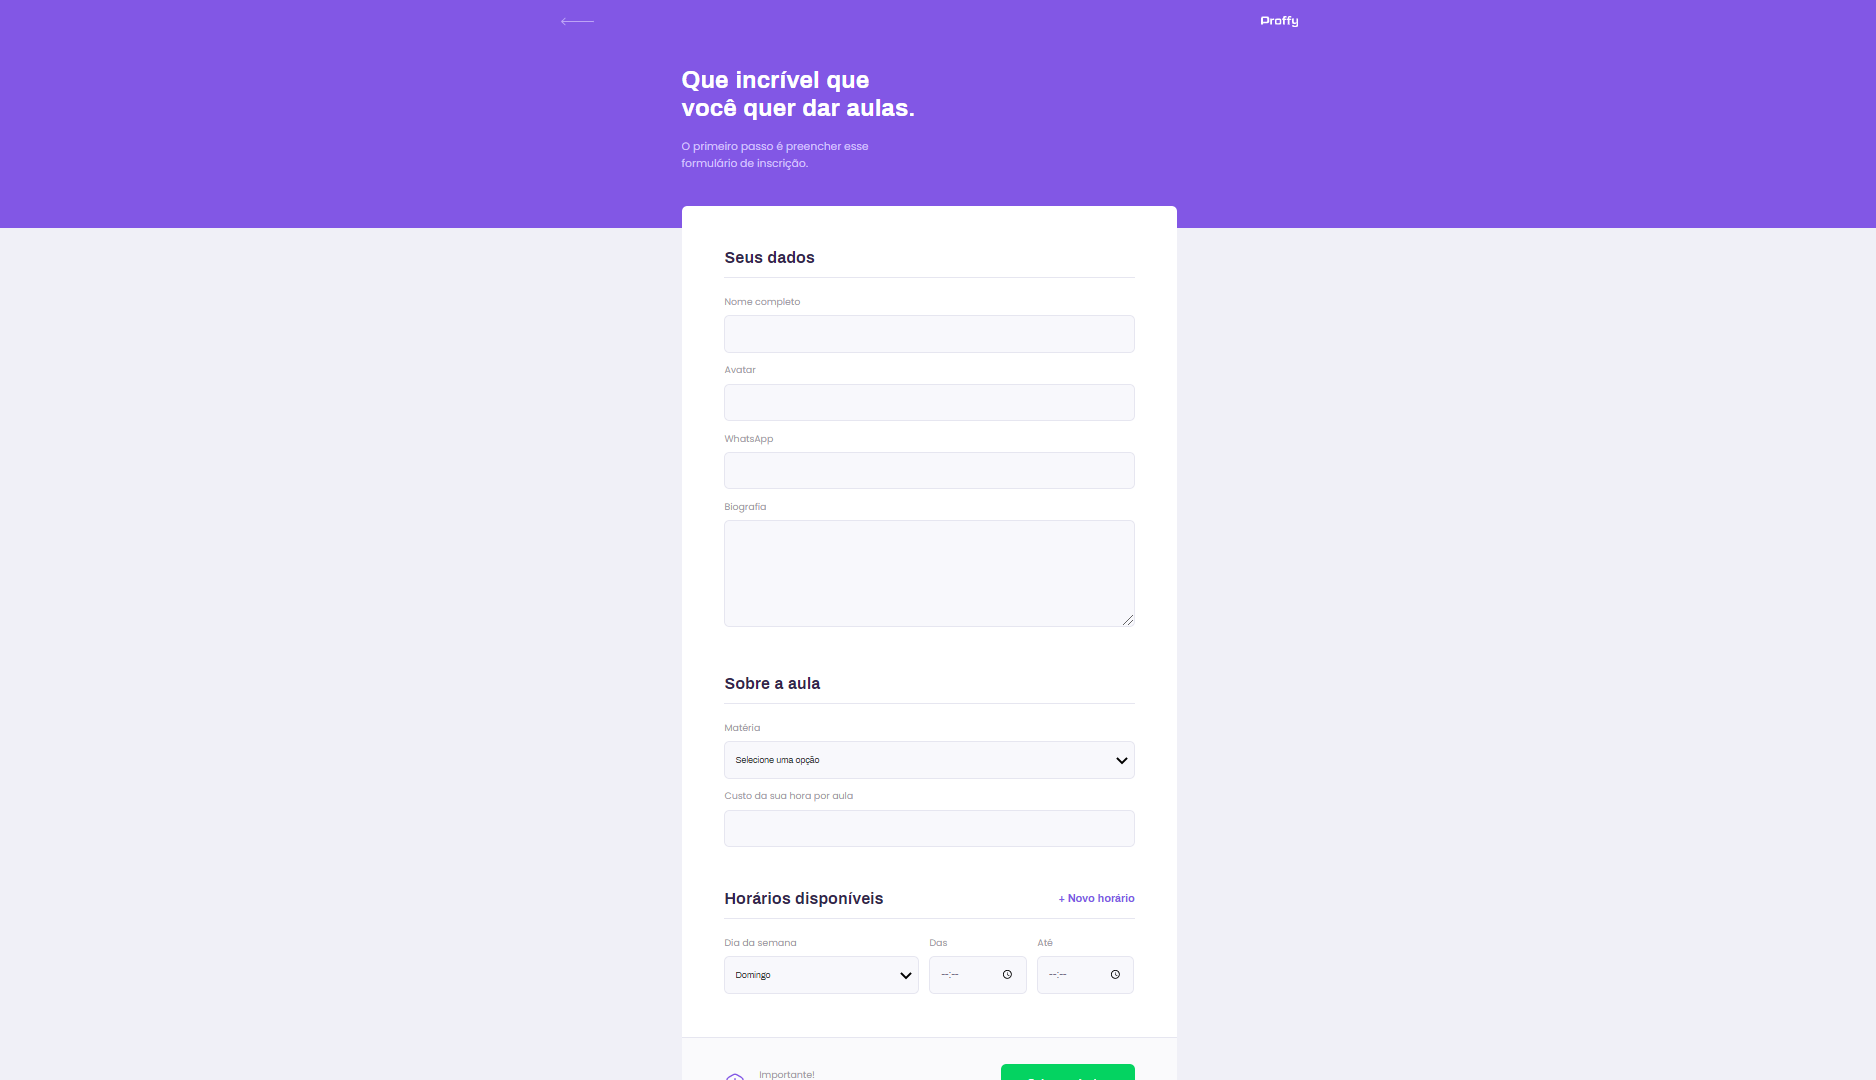 Proffy
Que incrível que
você quer dar aulas.
O primeiro passo é preencher esse
formulário de inscrição.
Seus dados
Nome completo
Avatar
WhatsApp
Biografia
Sobre a aula
Matéria
Selecione uma opção
Custo da sua hora por aula
Horários disponíveis
+ Novo horário
Dia da semana
Das
Até
Domingo
--:--
--:--
Importante!